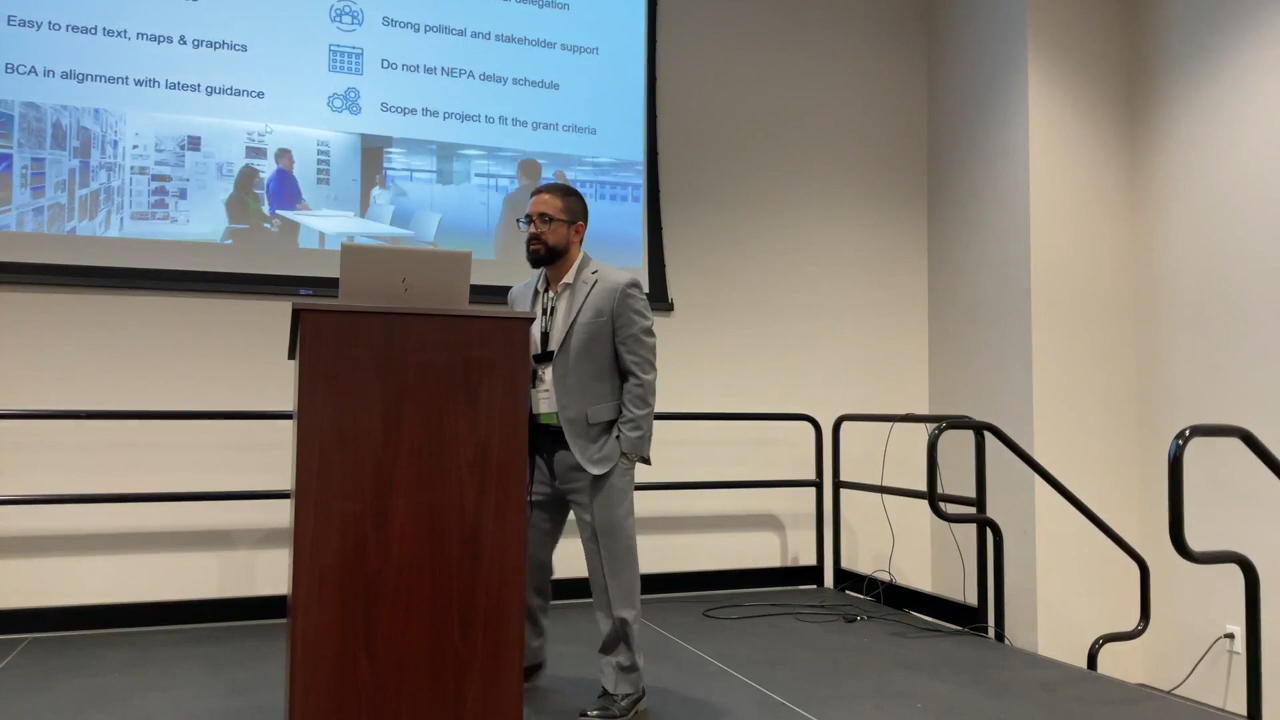 delegation
Easy to read text, maps & graphics
Strong political and stakeholder support
BCA in alignment with latest guidance
Do not let NEPA delay schedule
Scope the project to fit the grant criteria